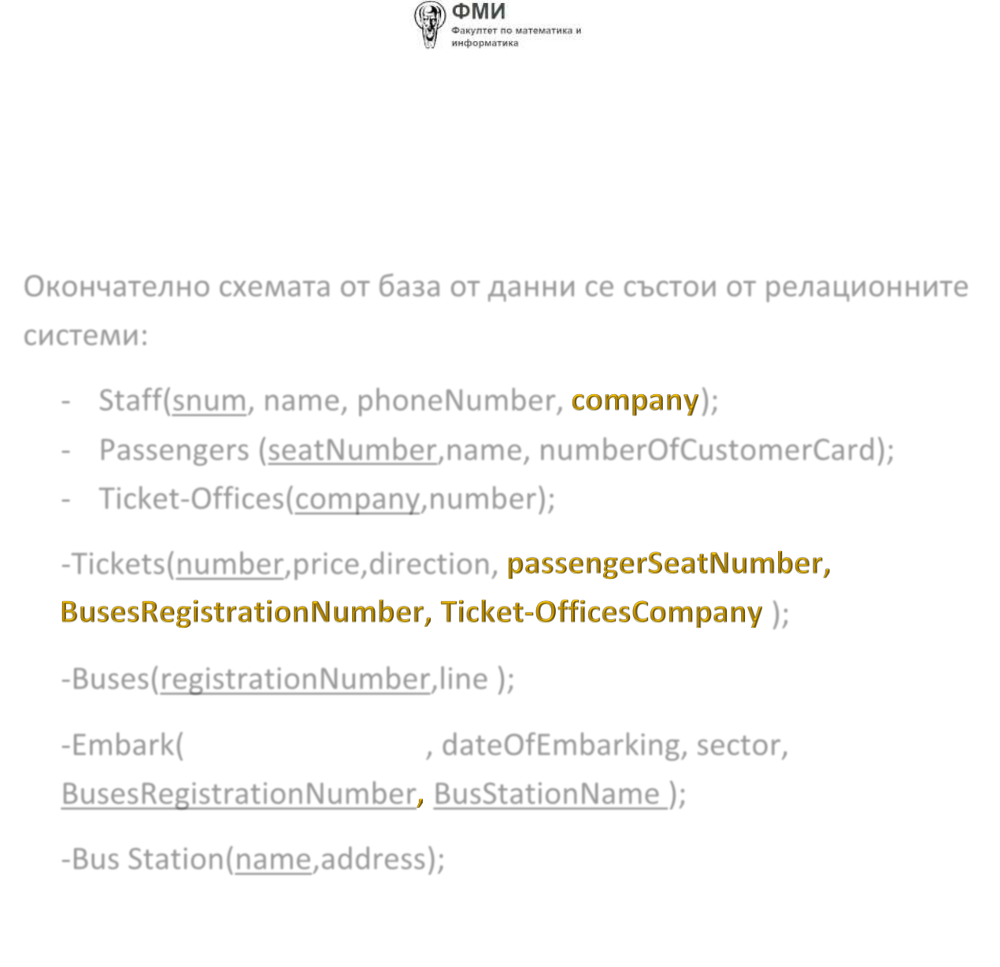 ФМИ
Факултет по математика и
информатика
Окончателно схемата от база от данни се състои от релационните
системи:
- Staff(snum, name, phoneNumber, company);
- Passengers (seatNumber,name, numberOfCustomerCard);
- Ticket-Offices(company,number);
-Tickets(number,price,direction, passengerSeatNumber,
BusesRegistrationNumber, Ticket-OfficesCompany );
-Buses(registrationNumber,line );
-Embark( , dateOfEmbarking, sector,
BusesRegistrationNumber, BusStationName );
-Bus Station(name,address);